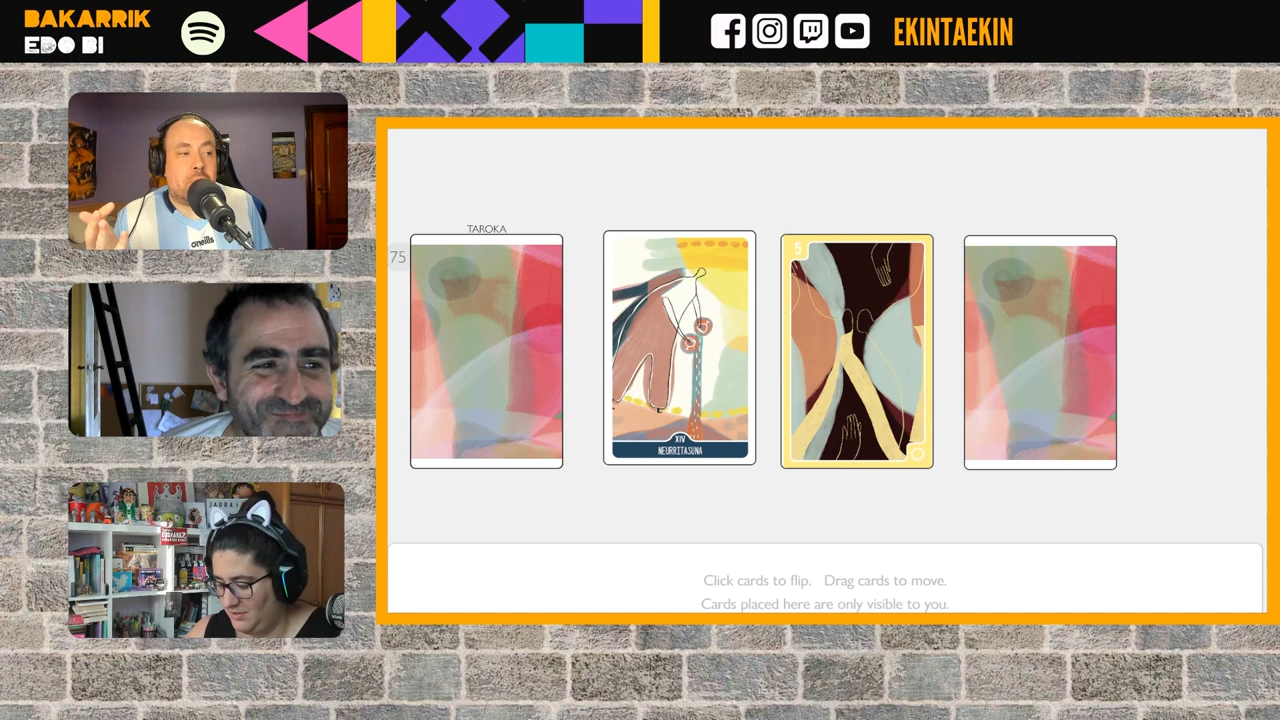 BAKARRIK
EDO BI
EKINTAEKIN
O'NEILL
TAROKA
75
XIV
NEURRITASUNA
5
Click cards to flip. Drag cards to move.
Cards placed here are only visible to you.